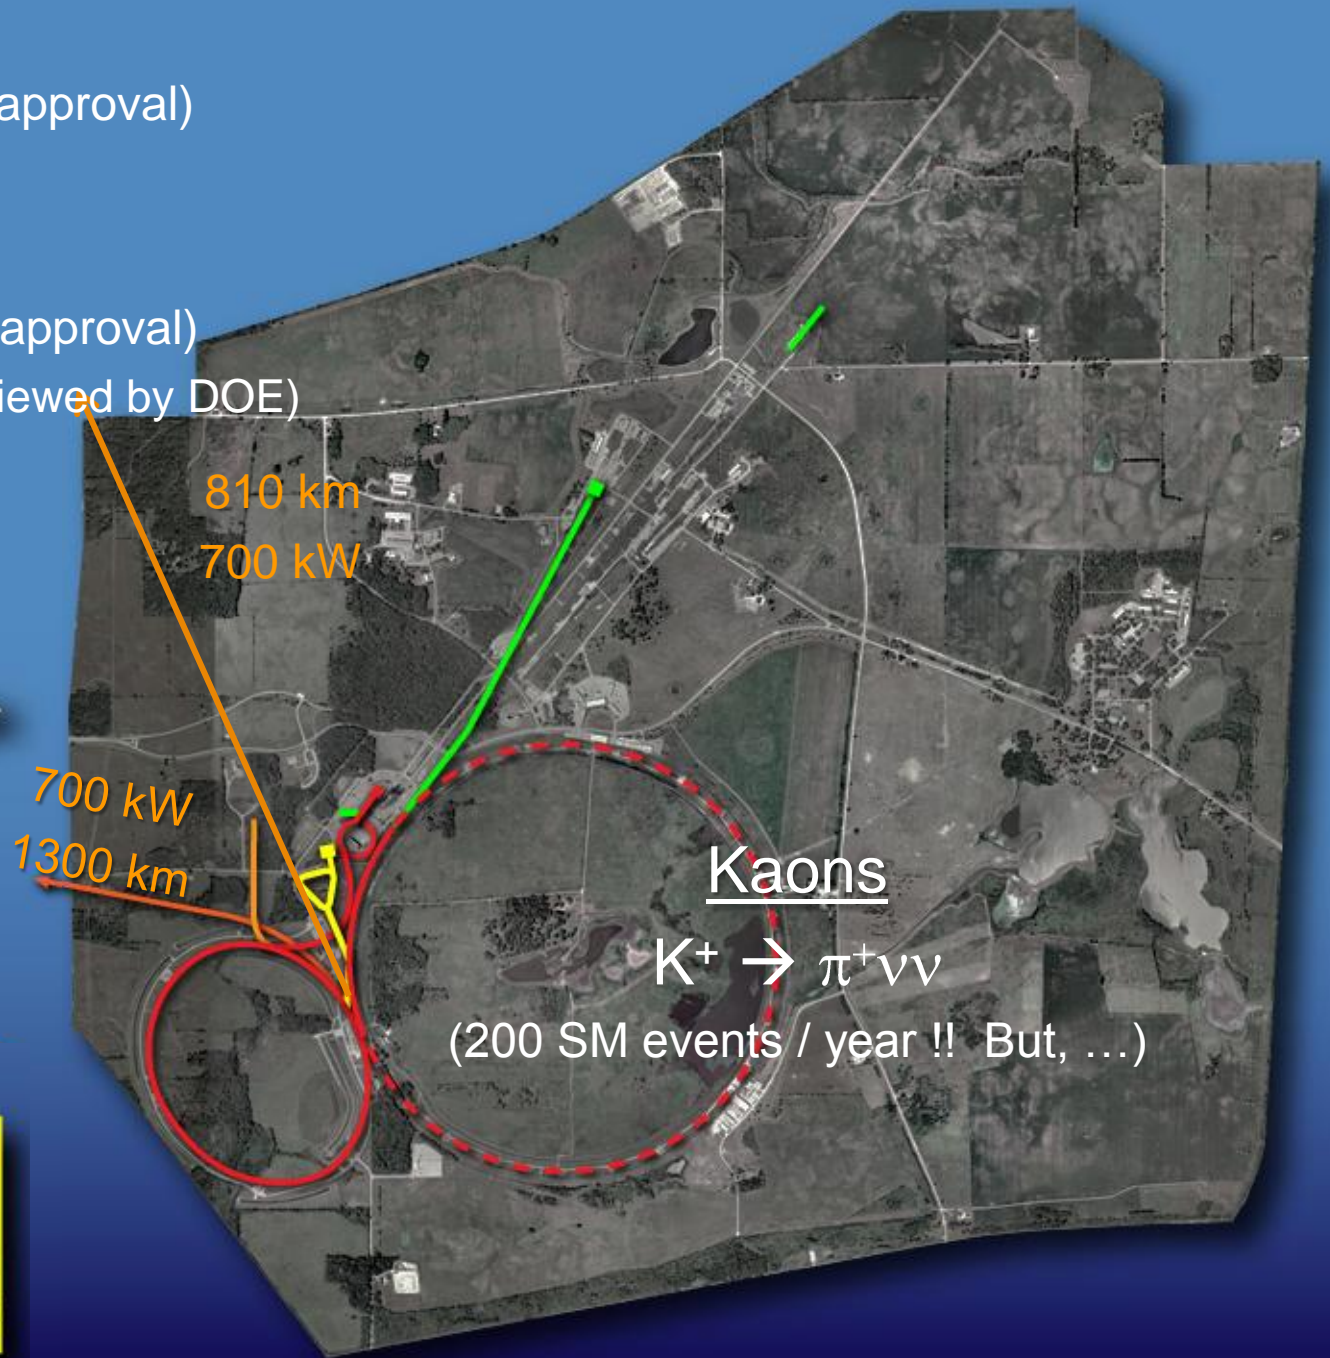 approval)
approval)
iewed by DOE)
810 km
700 kW
700 kW
1300 km
Kaons
K⁺ → π⁺νν
(200 SM events / year !!  But, …)